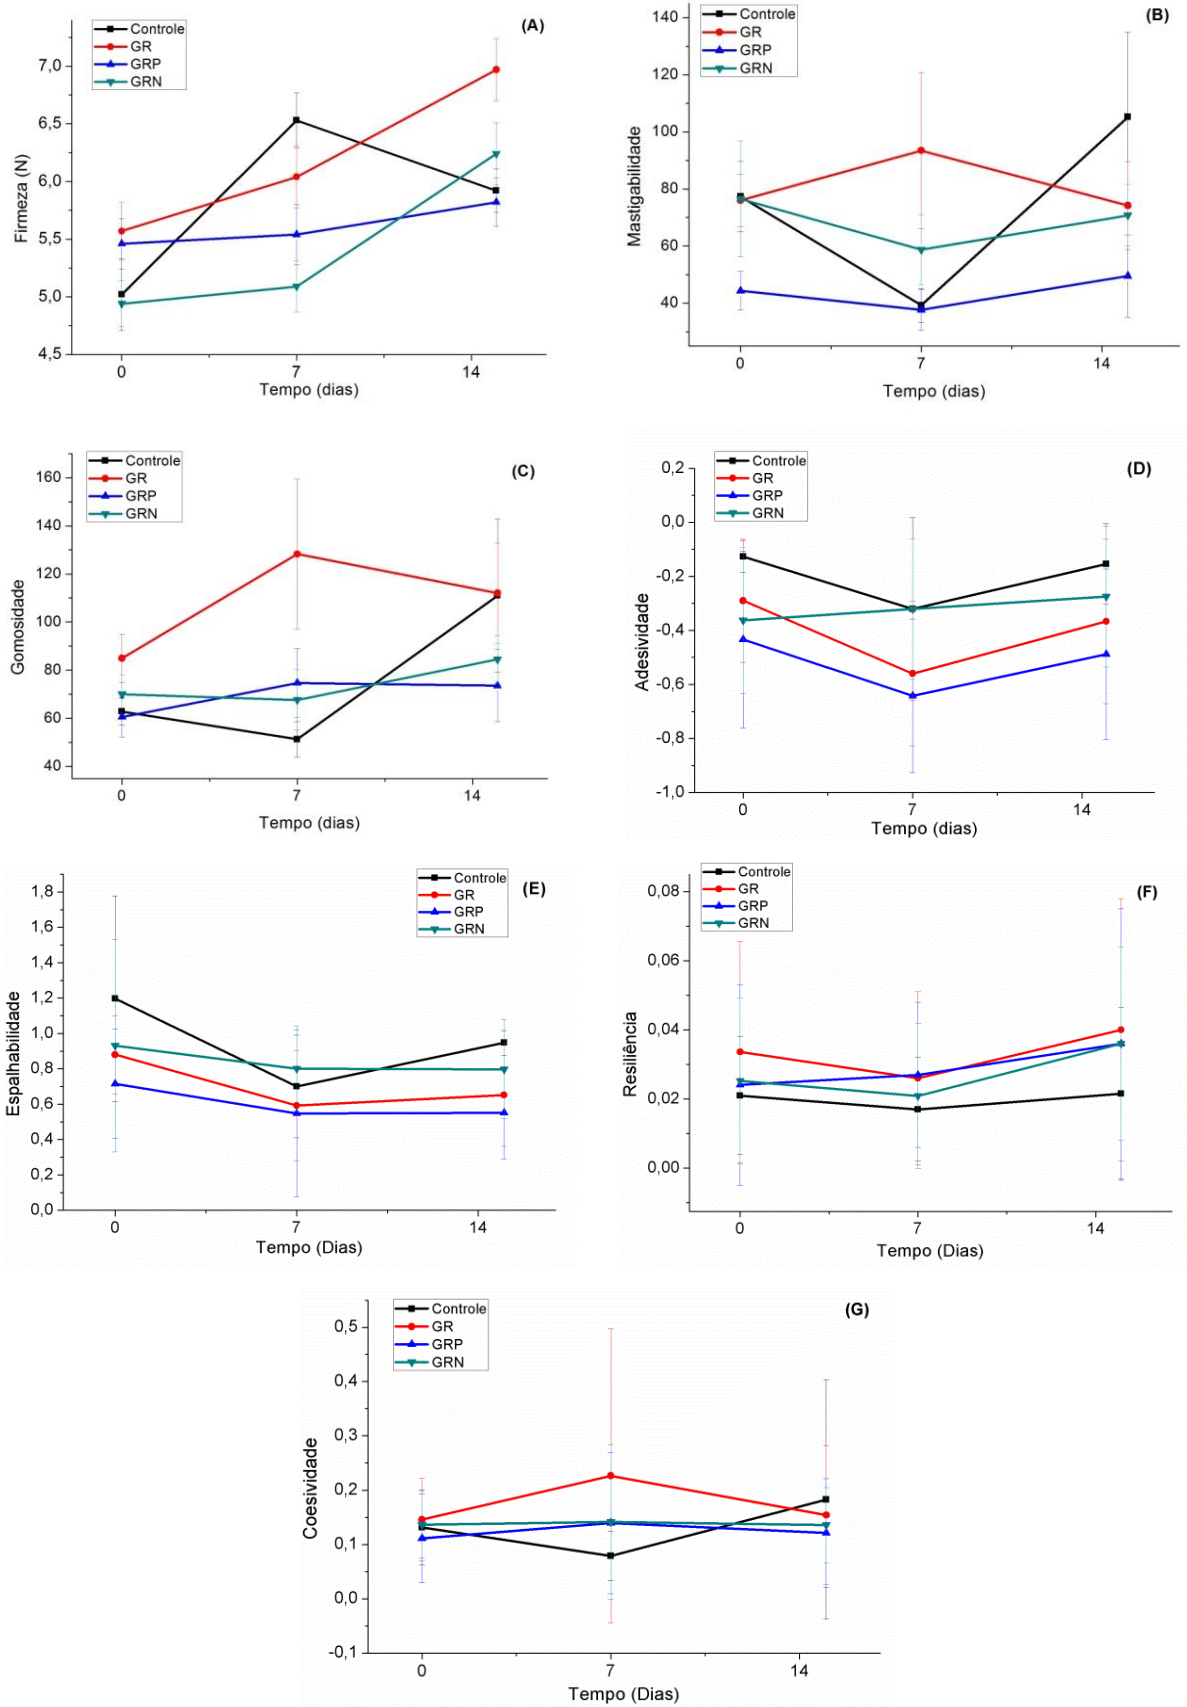 (A)
Controle
GR
GRP
GRN
7,0
6,5
6,0
5,5
5,0
4,5
Firmeza (N)
0
7
14
Tempo (dias)
(B)
Controle
GR
GRP
GRN
140
120
100
80
60
40
Mastigabilidade
0
7
14
Tempo (dias)
(C)
Controle
GR
GRP
GRN
160
140
120
100
80
60
40
Gomosidade
0
7
14
Tempo (dias)
(D)
Controle
GR
GRP
GRN
0,2
0,0
-0,2
-0,4
-0,6
-0,8
-1,0
Adesividade
0
7
14
Tempo (dias)
(E)
Controle
GR
GRP
GRN
1,8
1,6
1,4
1,2
1,0
0,8
0,6
0,4
0,2
0,0
Espalhabilidade
0
7
14
Tempo (Dias)
(F)
Controle
GR
GRP
GRN
0,08
0,06
0,04
0,02
0,00
Resiliência
0
7
14
Tempo (Dias)
(G)
Controle
GR
GRP
GRN
0,5
0,4
0,3
0,2
0,1
0,0
-0,1
Coesividade
0
7
14
Tempo (Dias)